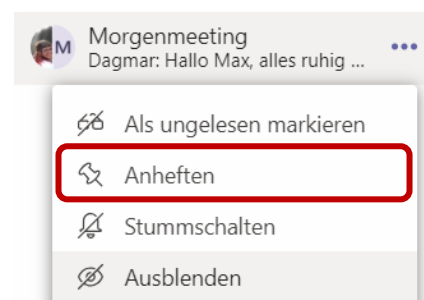 M
Morgenmeeting
Dagmar: Hallo Max, alles ruhig ...
Als ungelesen markieren
Anheften
Stummschalten
Ausblenden